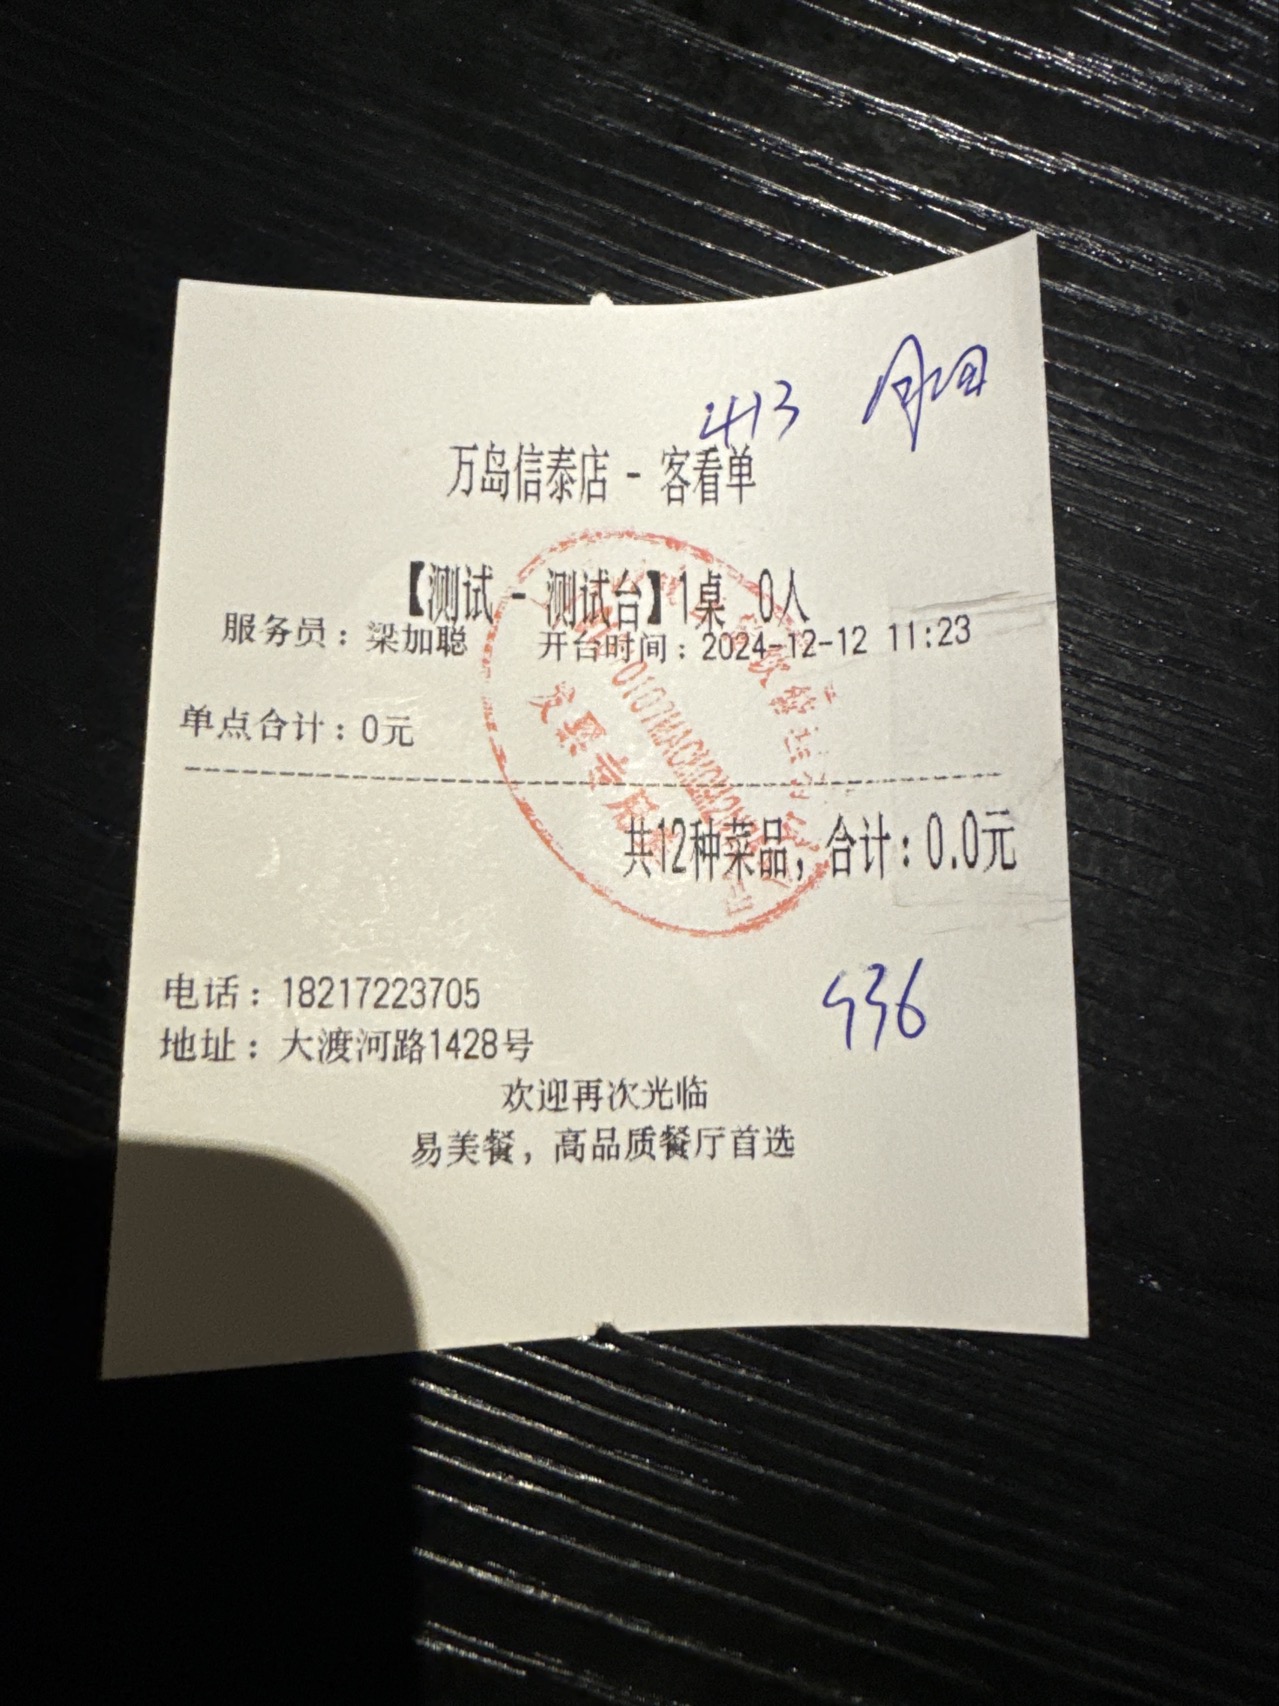 413
万岛信泰店 - 客看单
【测试 - 测试台】1桌 0人
服务员：梁加聪 开台时间：2024-12-12 11:23
单点合计：0元
共12种菜品，合计：0.0元
936
电话：18217223705
地址：大渡河路1428号
欢迎再次光临
易美餐，高品质餐厅首选